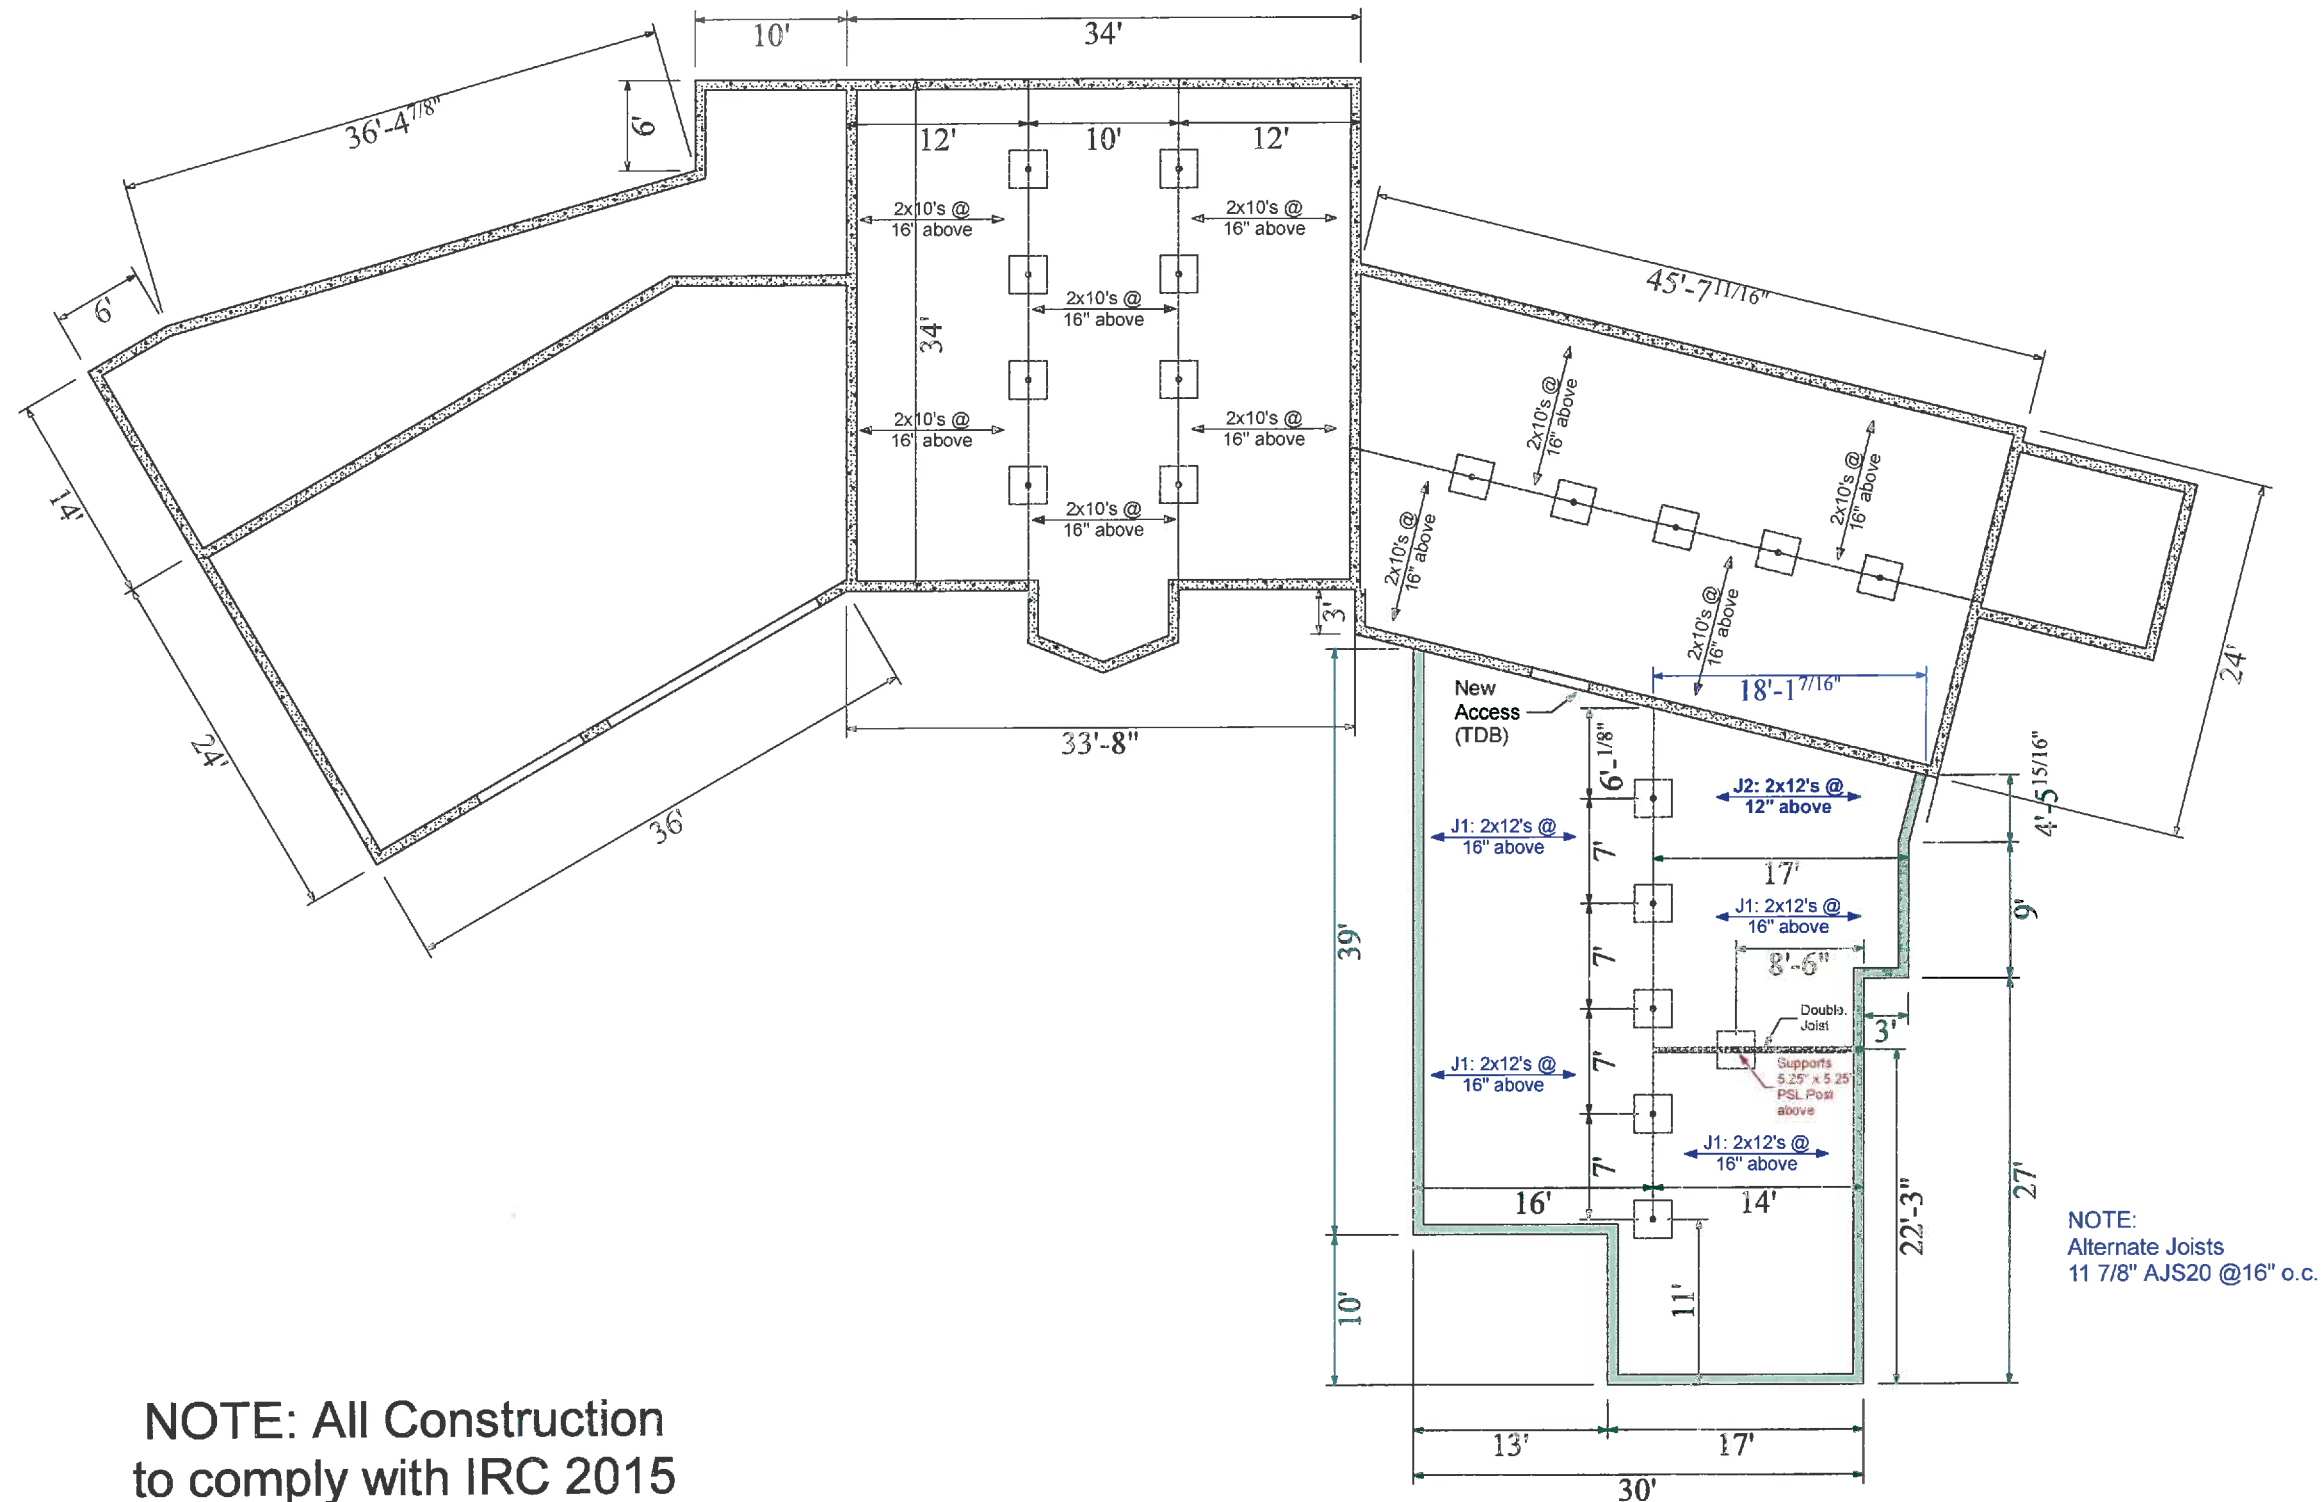 10'
34'
36'-4 7/8"
6'
12'
10'
12'
2x10's @
16" above
2x10's @
16" above
6'
2x10's @
16" above
34'
45'-7 11/16"
2x10's @
16" above
2x10's @
16" above
2x10's @
16" above
2x10's @
16" above
2x10's @
16" above
2x10's @
16" above
2x10's @
16" above
14'
24'
36'
33'-8"
3'
24'
New
Access
(TDB)
18'-1 7/16"
6'-1/8"
4'-5 15/16"
J2: 2x12's @
12" above
J1: 2x12's @
16" above
7'
17'
J1: 2x12's @
16" above
9'
39'
7'
8'-6"
Double
Joist
3'
J1: 2x12's @
16" above
7'
Supports
5.25" x 5.25"
PSL Post
above
J1: 2x12's @
16" above
7'
16'
14'
22'-3"
27'
NOTE:
Alternate Joists
11 7/8" AJS20 @16" o.c.
10'
11'
13'
17'
30'
NOTE: All Construction
to comply with IRC 2015